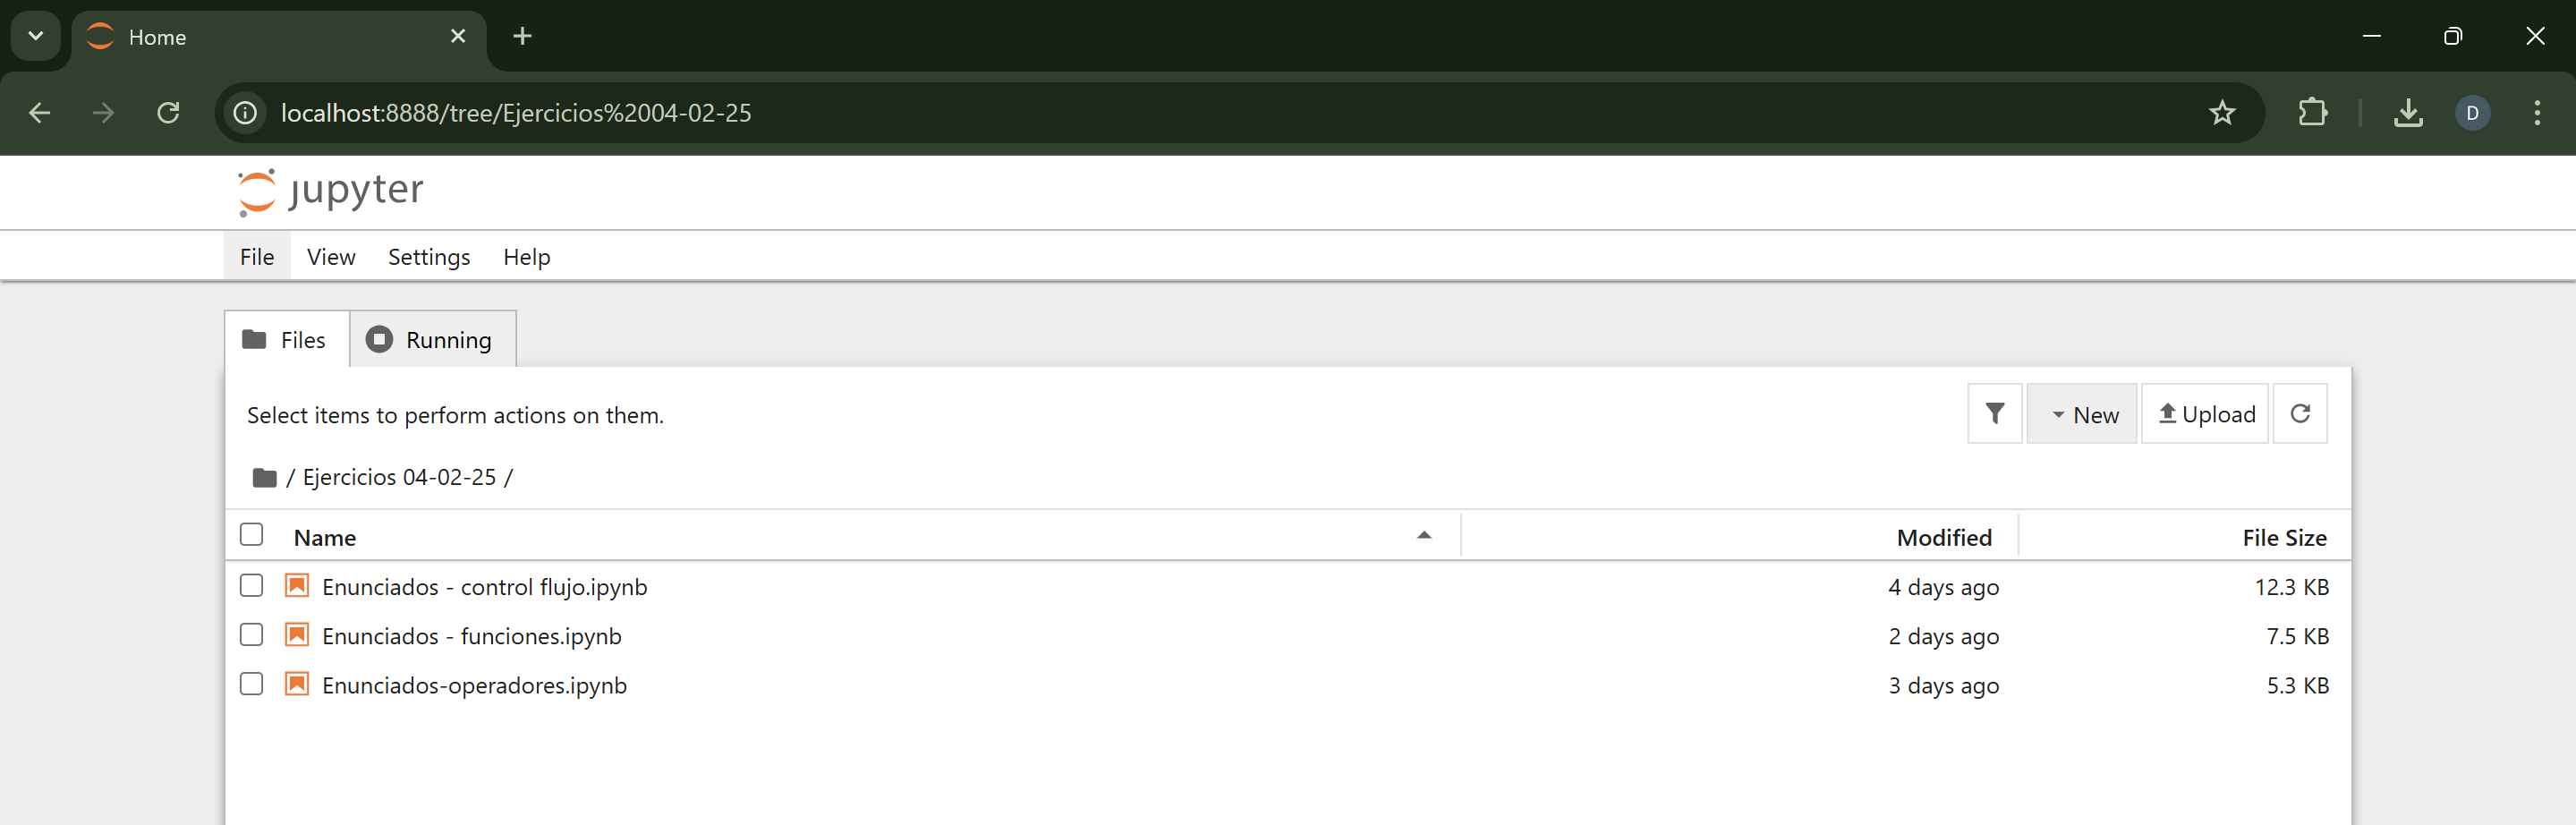 Home
localhost:8888/tree/Ejercicios%2004-02-25
D
jupyter
File View Settings Help
Files Running
Select items to perform actions on them.
New Upload
/ Ejercicios 04-02-25 /
Name Modified File Size
Enunciados - control flujo.ipynb 4 days ago 12.3 KB
Enunciados - funciones.ipynb 2 days ago 7.5 KB
Enunciados-operadores.ipynb 3 days ago 5.3 KB